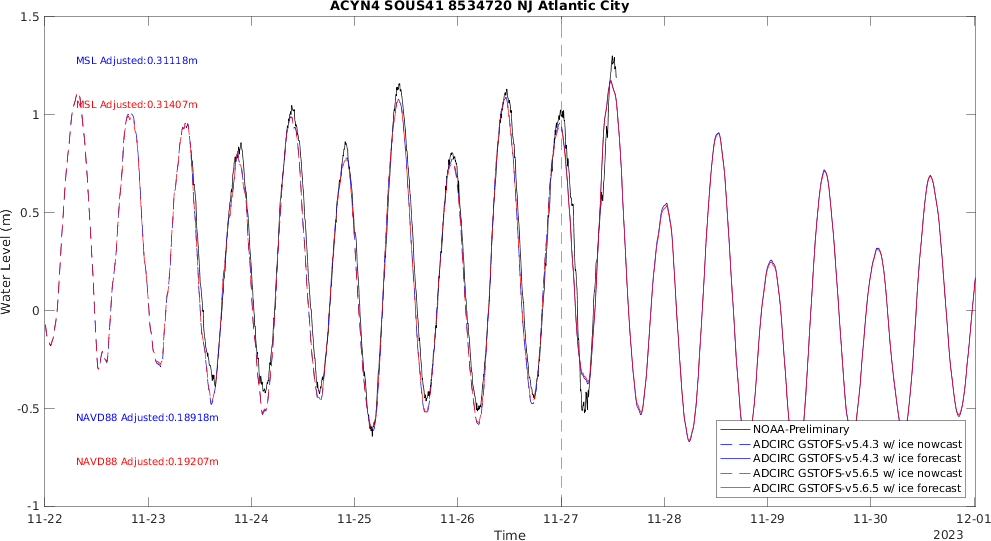 ACYN4 SOUS41 8534720 NJ Atlantic City
1.5
MSL Adjusted:0.31118m
MSL Adjusted:0.31407m
1
0.5
Water Level (m)
0
-0.5
NAVD88 Adjusted:0.18918m
NAVD88 Adjusted:0.19207m
NOAA-Preliminary
ADCIRC GSTOFS-v5.4.3 w/ ice nowcast
ADCIRC GSTOFS-v5.4.3 w/ ice forecast
ADCIRC GSTOFS-v5.6.5 w/ ice nowcast
ADCIRC GSTOFS-v5.6.5 w/ ice forecast
-1
11-22 11-23 11-24 11-25 11-26 11-27 11-28 11-29 11-30 12-01
Time
2023